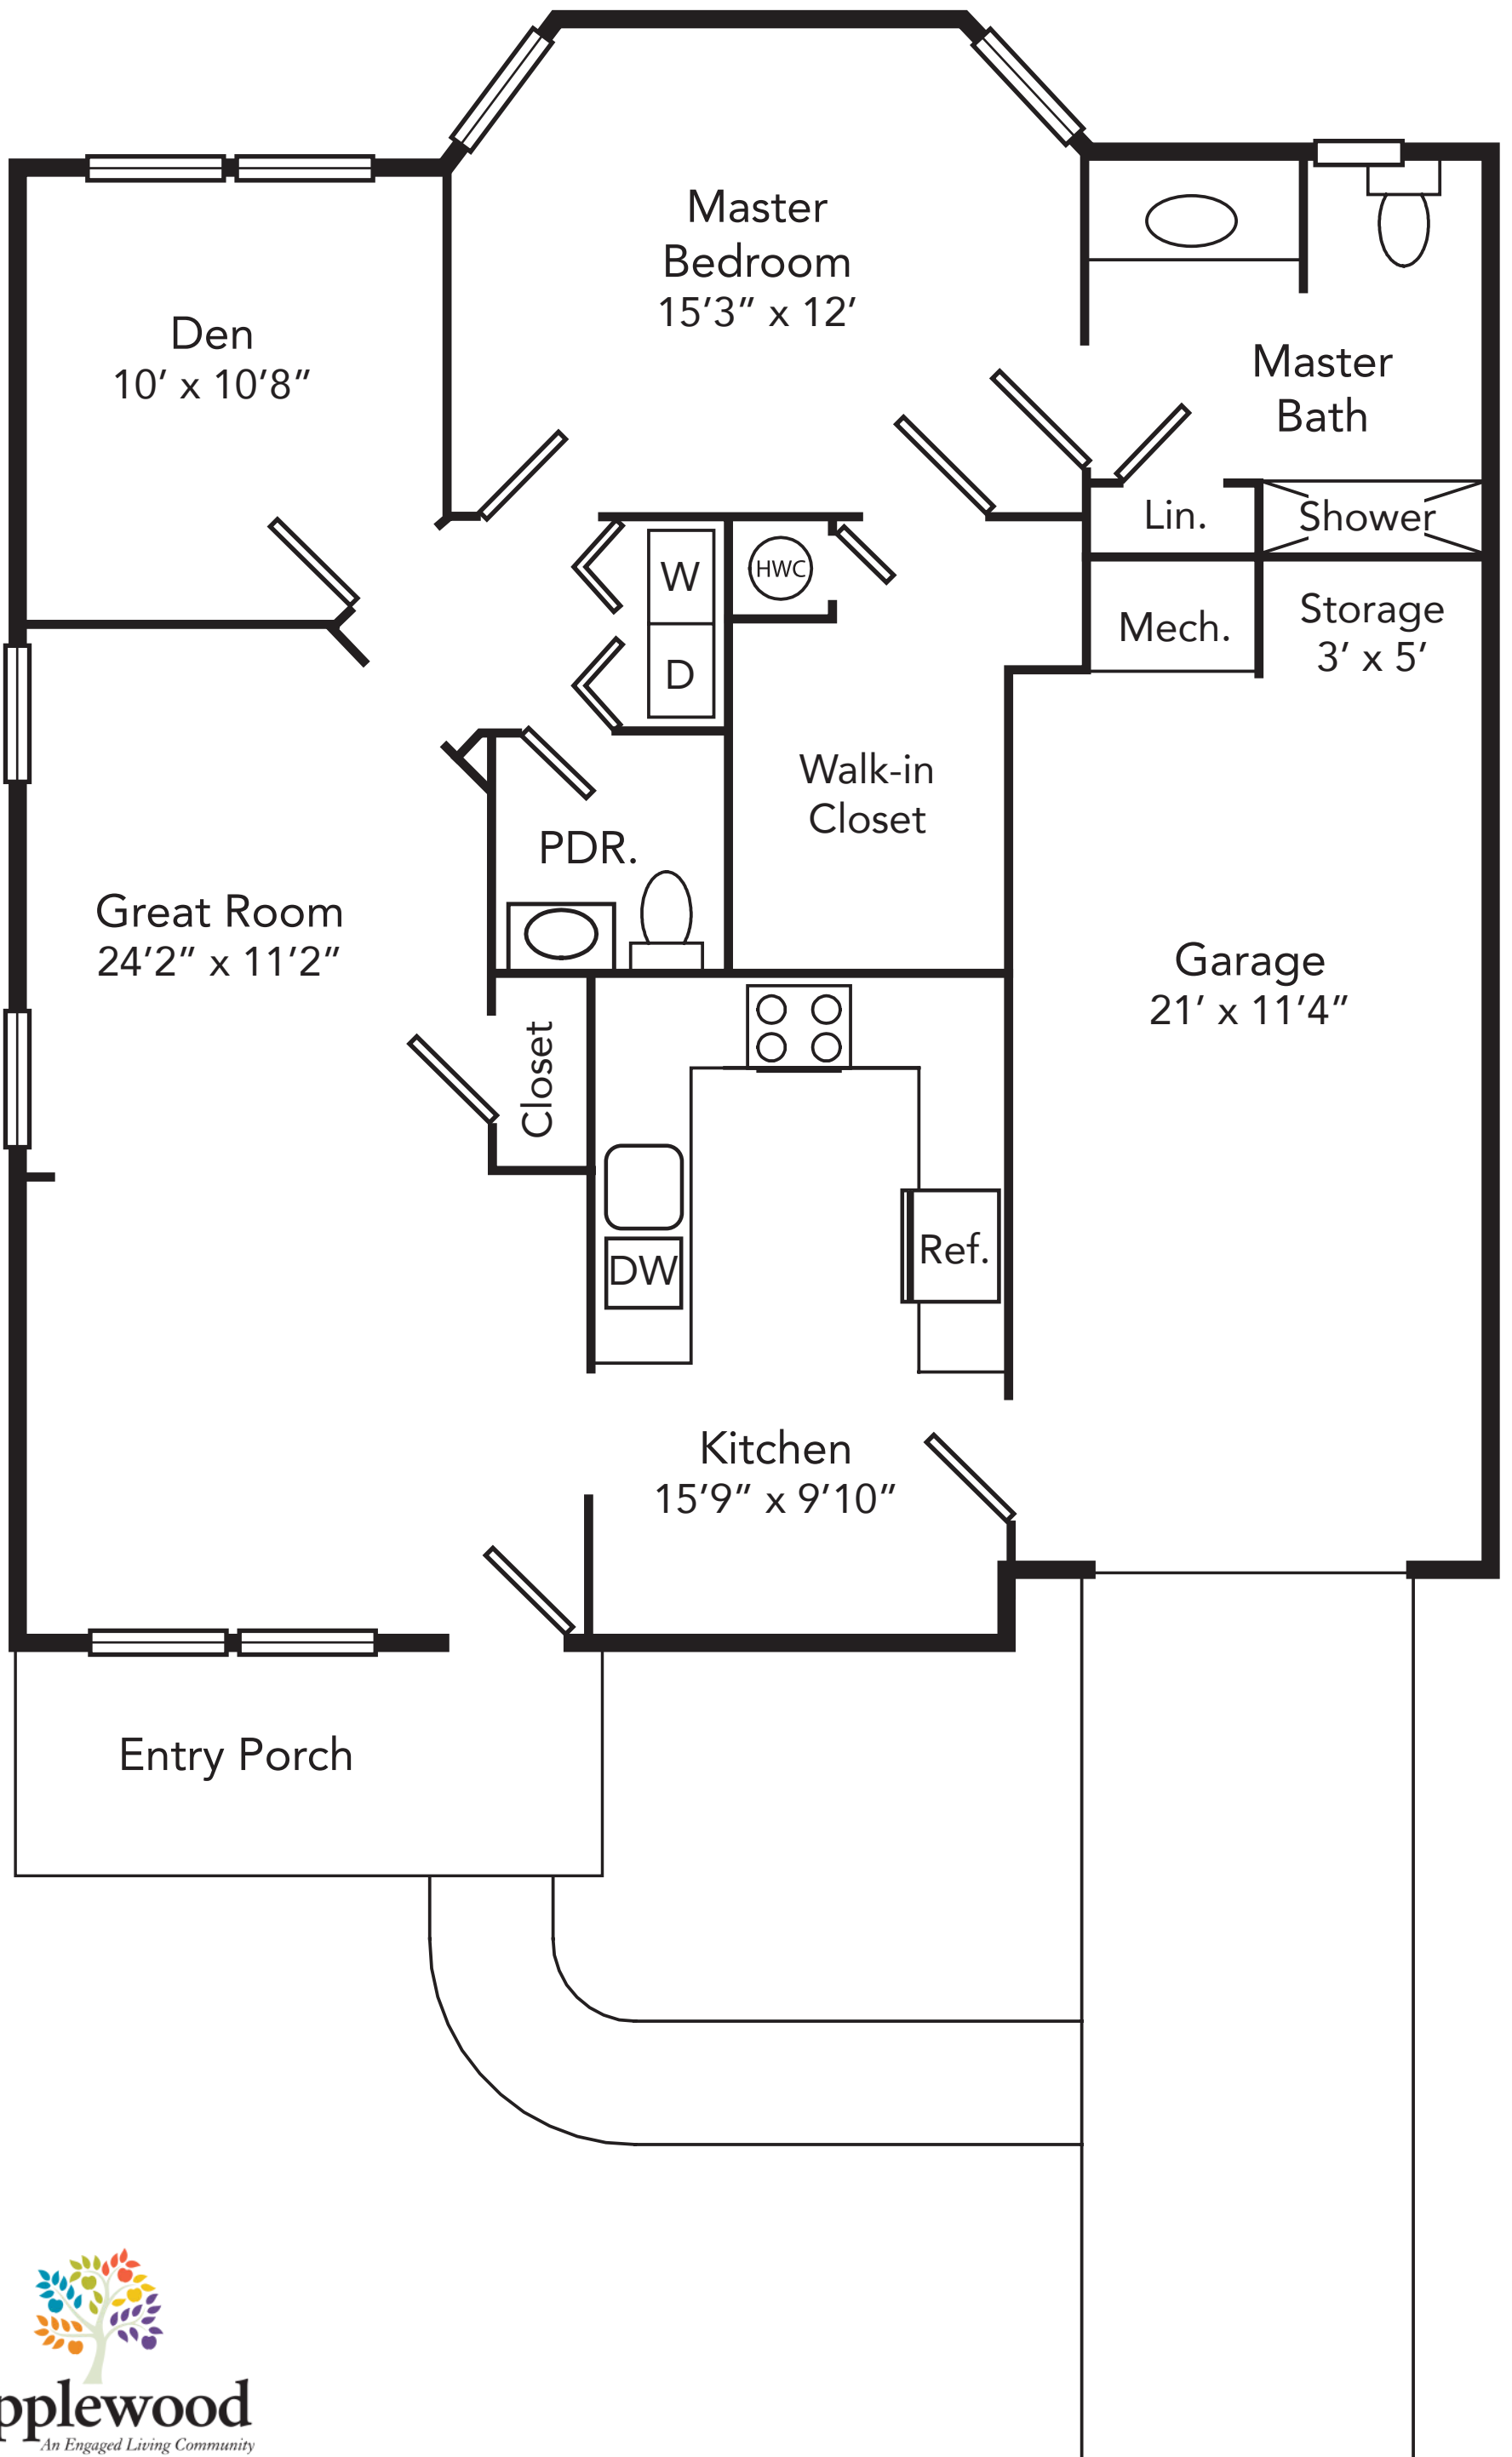 Master
Bedroom
15’3” x 12’
Den
10’ x 10’8”
Master
Bath
Lin.
Shower
W
HWC
D
Mech.
Storage
3’ x 5’
Walk-in
Closet
PDR.
Great Room
24’2” x 11’2”
Garage
21’ x 11’4”
Closet
Ref.
DW
Kitchen
15’9” x 9’10”
Entry Porch
pplewood
An Engaged Living Community